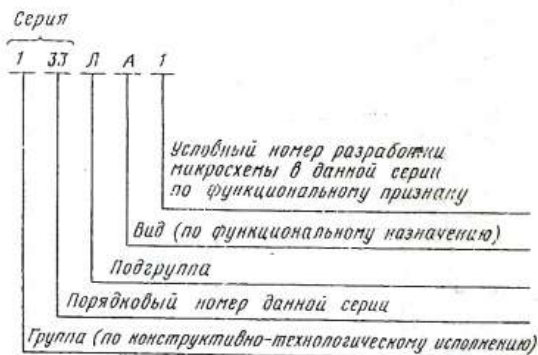 Серия
1 33 Л А 1
Условный номер разработки
микросхемы в данной серии
по функциональному признаку
Вид (по функциональному назначению)
Подгруппа
Порядковый номер данной серии
Группа (по конструктивно-технологическому исполнению)